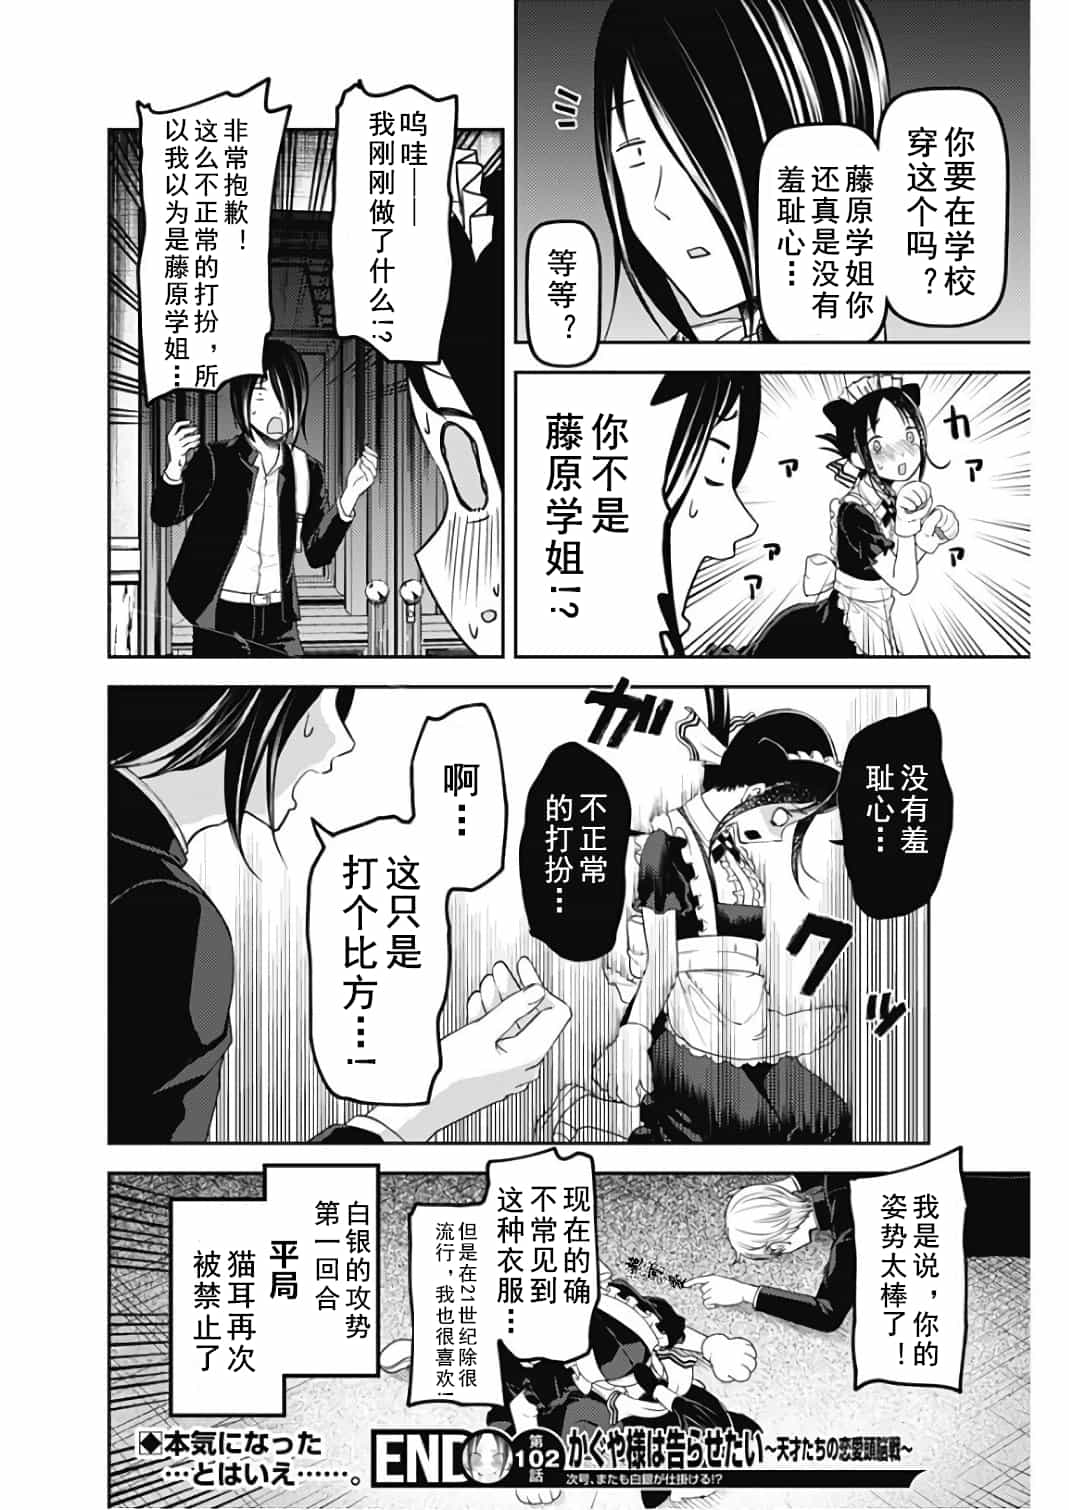 你要在学校
穿这个吗？
藤原学姐你
还真是没有
羞耻心…
等等？
呜哇——
我刚刚做了什么!?
非常抱歉！
这么不正常的打扮，所
以我以为是藤原学姐…
カ
ァ
ァ
ァ
ァ
你不是
藤原学姐!?
没有羞
耻心…
ガ
ク
不正常
的打扮…
啊…
这只是
打个比方…!
我是说，你的
姿势太棒了！
现在的确
不常见到
这种衣服…
但是在21世纪除很
流行，我也很喜欢！
白银的攻势
第一回合
平局
猫耳再次
被禁止了
◆本気になった
…とはいえ……。
END
第
102
話
かぐや様は告らせたい～天才たちの恋愛頭脳戦～
次号、またも白銀が仕掛ける!?